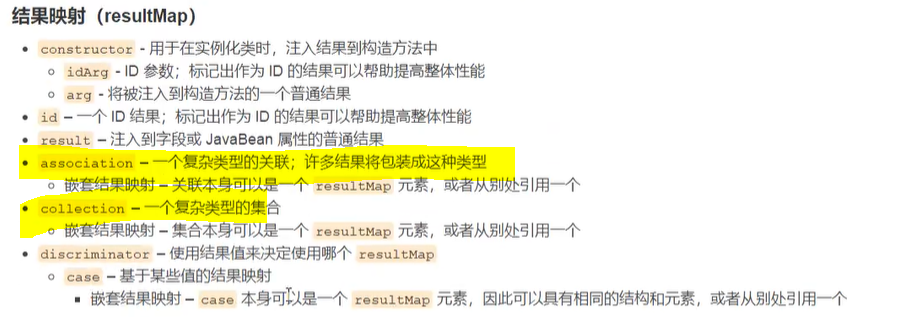 结果映射（resultMap）
constructor - 用于在实例化类时，注入结果到构造方法中
idArg - ID 参数；标记出作为 ID 的结果可以帮助提高整体性能
arg - 将被注入到构造方法的一个普通结果
id – 一个 ID 结果；标记出作为 ID 的结果可以帮助提高整体性能
result – 注入到字段或 JavaBean 属性的普通结果
association – 一个复杂类型的关联；许多结果将包装成这种类型
嵌套结果映射 – 关联本身可以是一个 resultMap 元素，或者从别处引用一个
collection – 一个复杂类型的集合
嵌套结果映射 – 集合本身可以是一个 resultMap 元素，或者从别处引用一个
discriminator – 使用结果值来决定使用哪个 resultMap
case – 基于某些值的结果映射
嵌套结果映射 – case 本身可以是一个 resultMap 元素，因此可以具有相同的结构和元素，或者从别处引用一个